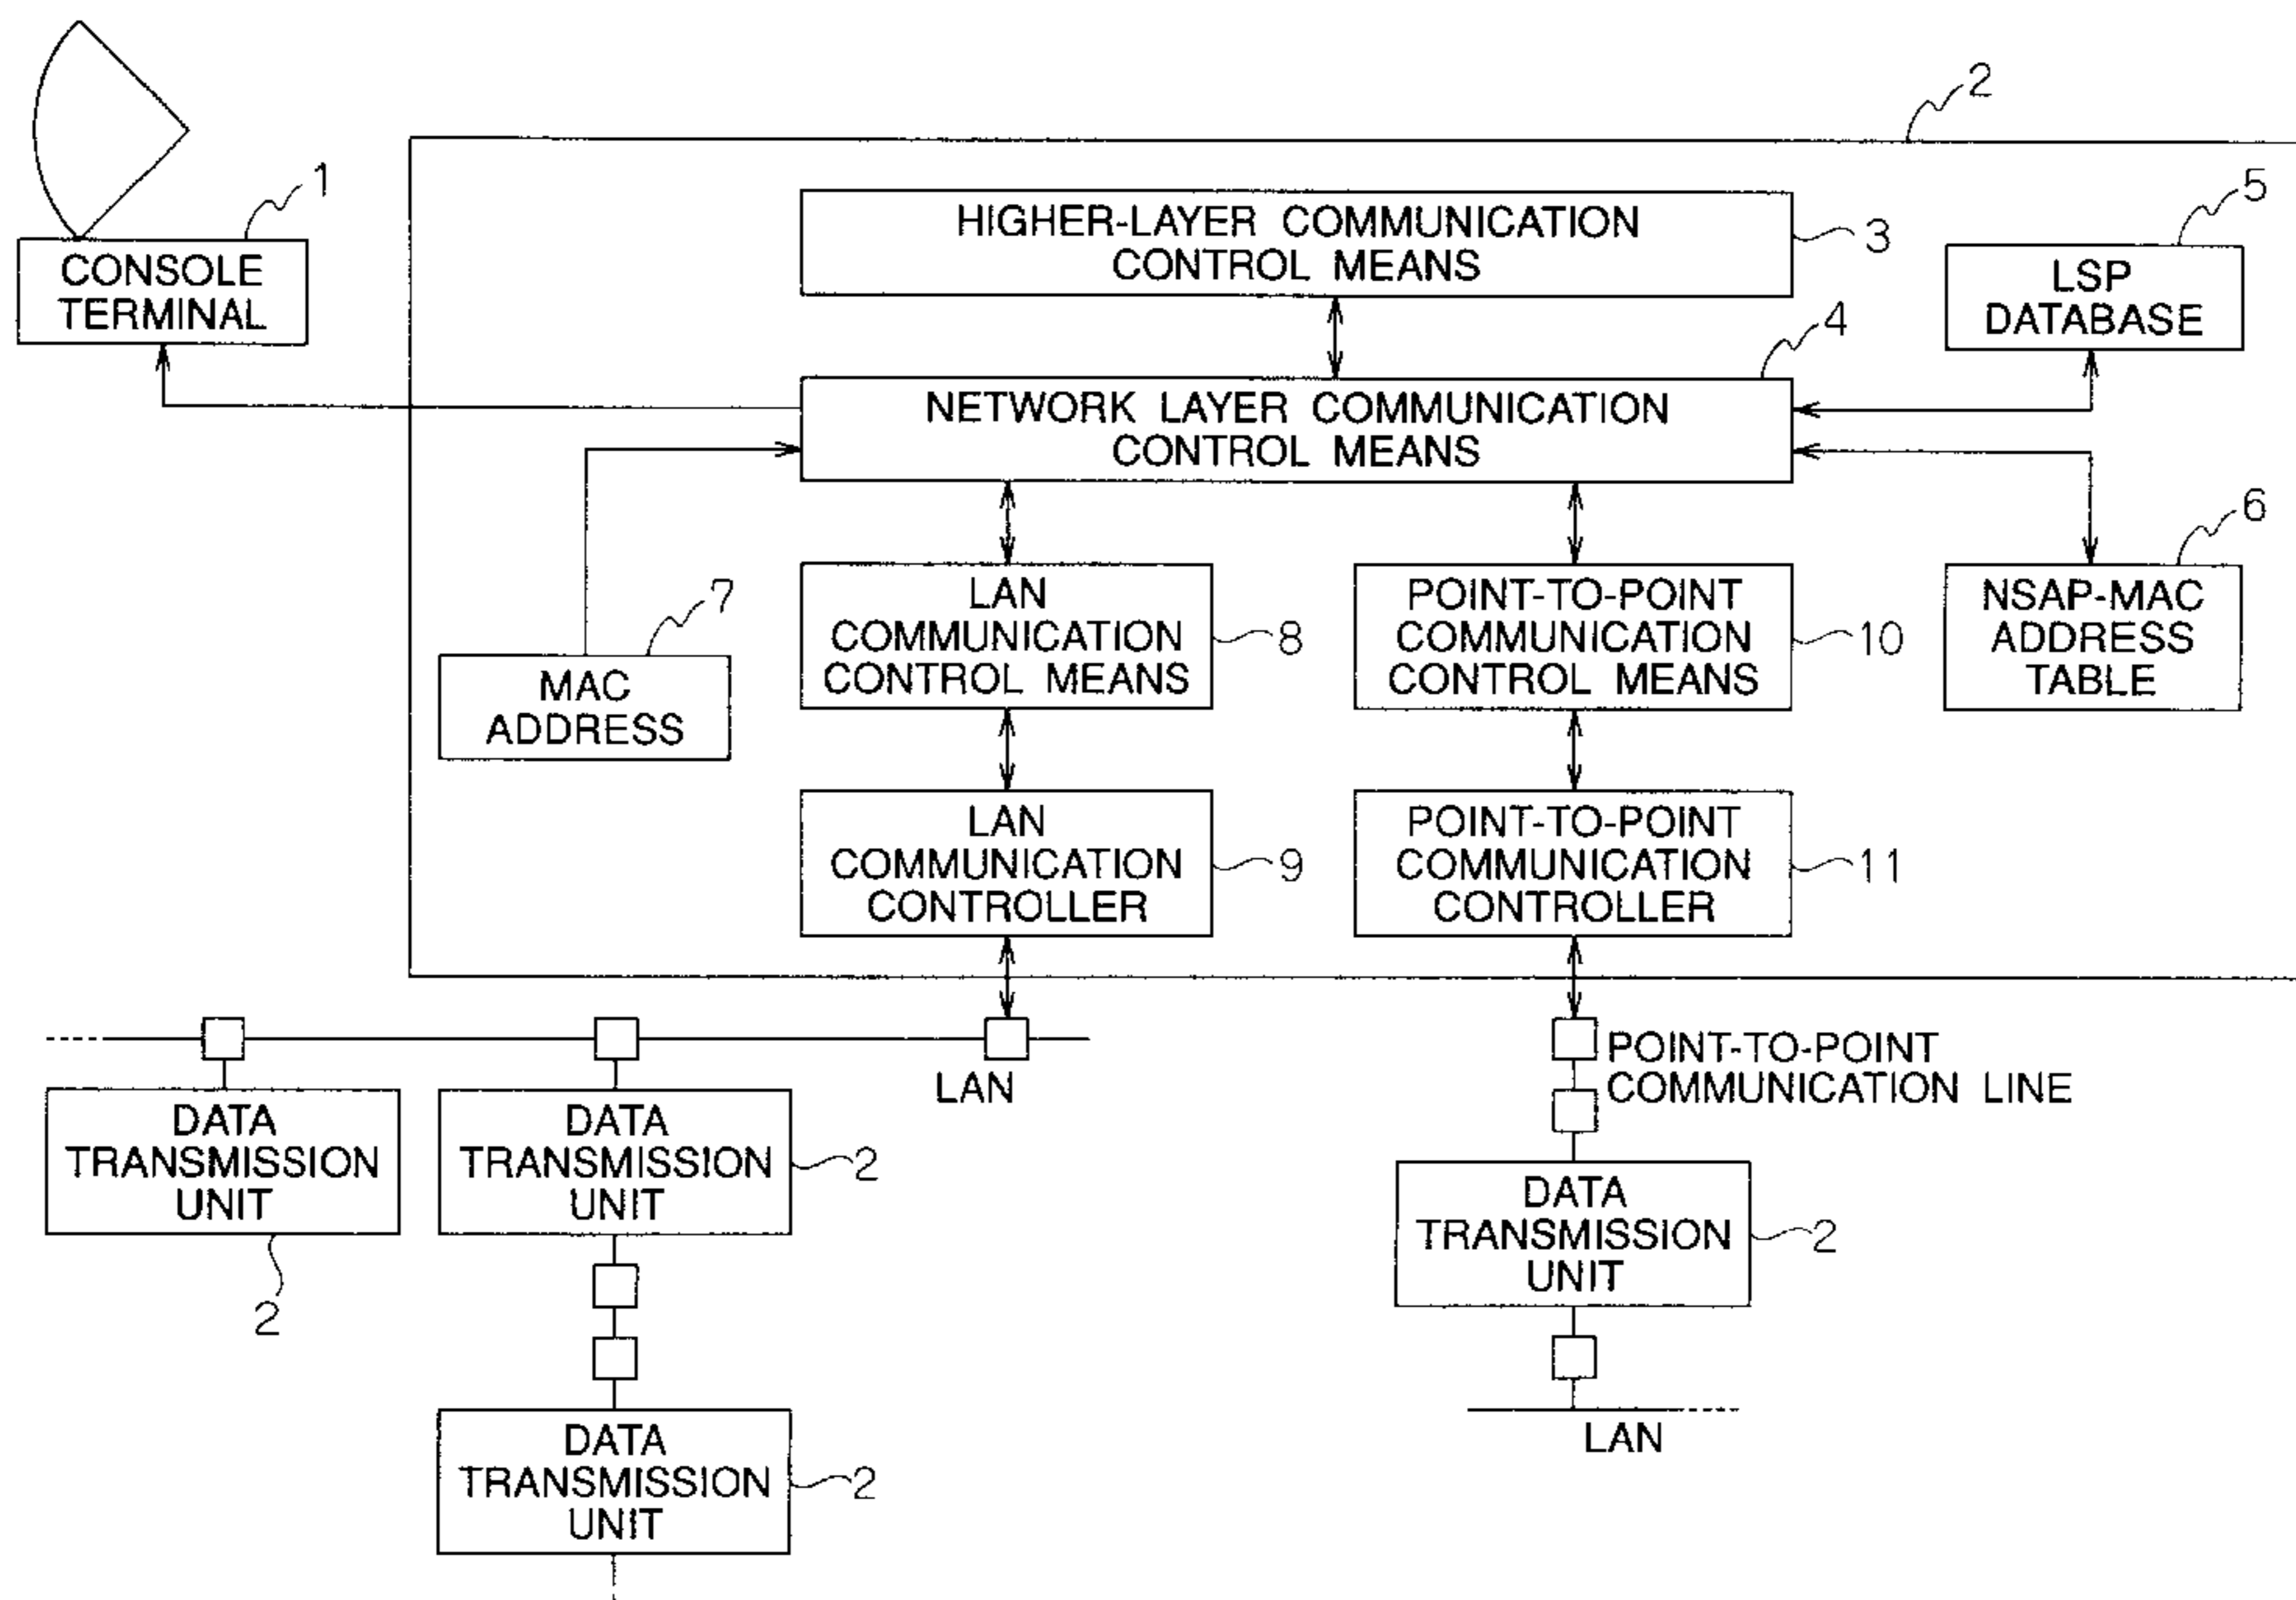 2
1
CONSOLE
TERMINAL
HIGHER-LAYER COMMUNICATION
CONTROL MEANS
3
5
LSP
DATABASE
4
NETWORK LAYER COMMUNICATION
CONTROL MEANS
7
MAC
ADDRESS
LAN
COMMUNICATION
CONTROL MEANS
8
POINT-TO-POINT
COMMUNICATION
CONTROL MEANS
10
6
NSAP-MAC
ADDRESS
TABLE
LAN
COMMUNICATION
CONTROLLER
9
POINT-TO-POINT
COMMUNICATION
CONTROLLER
11
LAN
POINT-TO-POINT
COMMUNICATION LINE
DATA
TRANSMISSION
UNIT
2
DATA
TRANSMISSION
UNIT
2
DATA
TRANSMISSION
UNIT
2
DATA
TRANSMISSION
UNIT
2
LAN